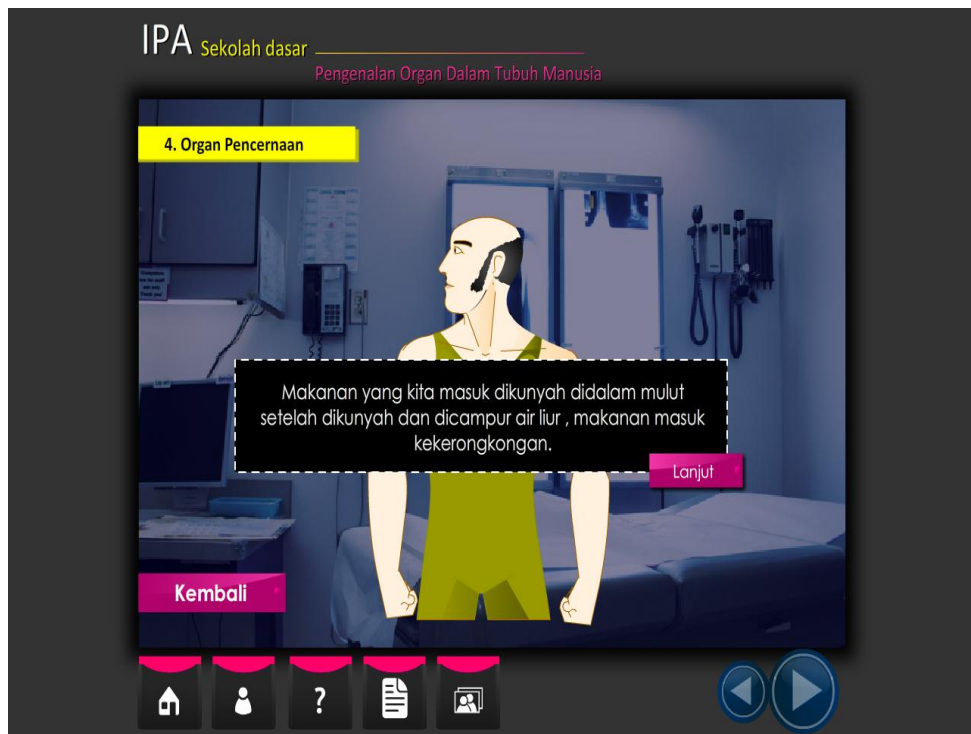 IPA Sekolah dasar
Pengenalan Organ Dalam Tubuh Manusia
4. Organ Pencernaan
Makanan yang kita masuk dikunyah didalam mulut
setelah dikunyah dan dicampur air liur , makanan masuk
kekerongkongan.
Lanjut
Kembali
?